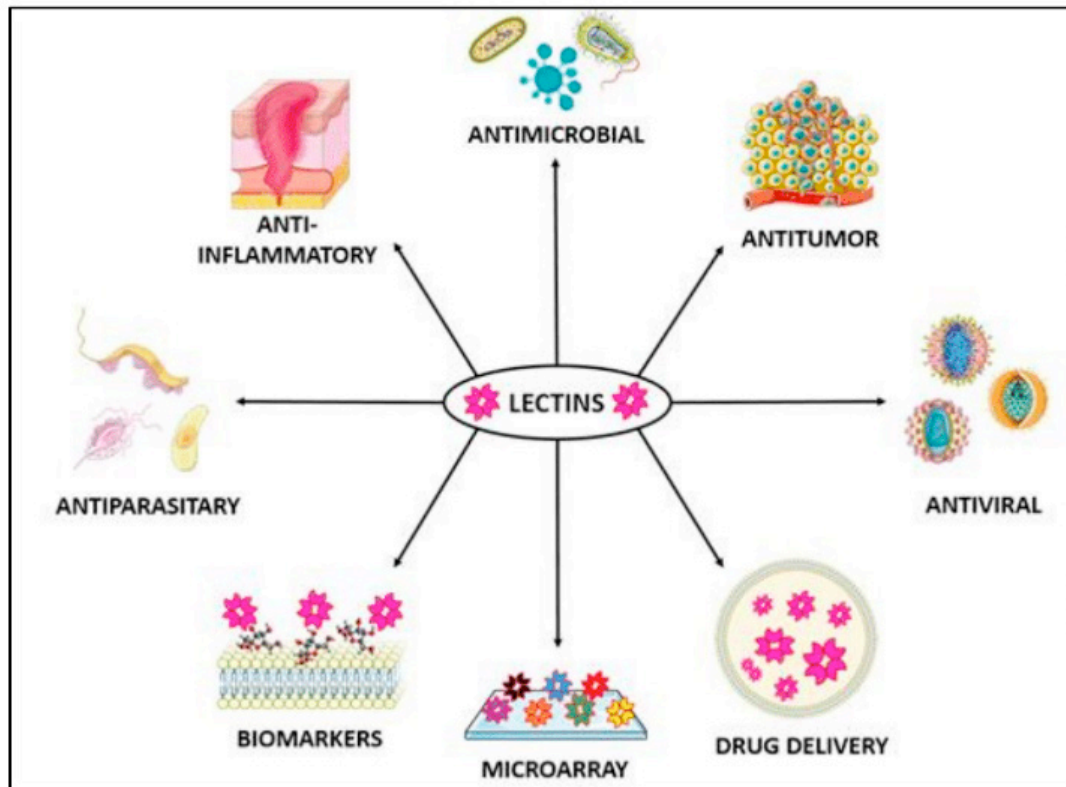 ANTIMICROBIAL
ANTI-
INFLAMMATORY
ANTITUMOR
LECTINS
ANTIPARASITARY
ANTIVIRAL
BIOMARKERS
MICROARRAY
DRUG DELIVERY